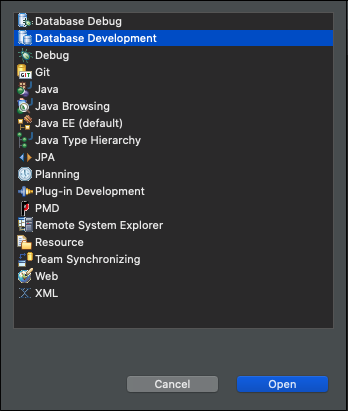 Database Debug
Database Development
Debug
Git
Java
Java Browsing
Java EE (default)
Java Type Hierarchy
JPA
Planning
Plug-in Development
PMD
Remote System Explorer
Resource
Team Synchronizing
Web
XML
Cancel
Open